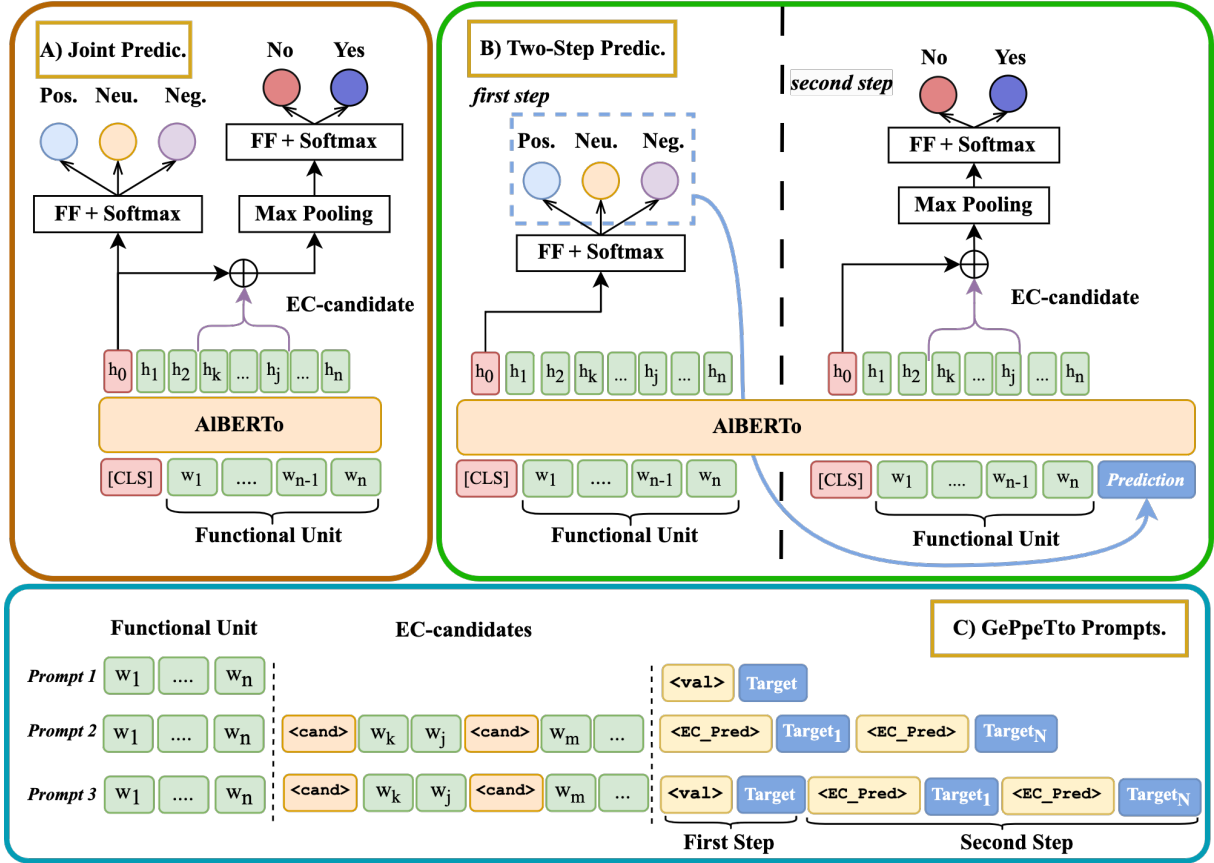 A) Joint Predic.
No Yes
Pos. Neu. Neg.
FF + Softmax
FF + Softmax
Max Pooling
EC-candidate
h0 h1 h2 hk ... hj ... hn
AlBERTo
[CLS] w1 .... wn-1 wn
Functional Unit
B) Two-Step Predic.
first step
Pos. Neu. Neg.
FF + Softmax
h0 h1 h2 hk ... hj ... hn
second step
No Yes
FF + Softmax
Max Pooling
EC-candidate
h0 h1 h2 hk ... hj ... hn
AlBERTo
[CLS] w1 .... wn-1 wn
Functional Unit
[CLS] w1 .... wn-1 wn Prediction
Functional Unit
C) GePpeTto Prompts.
Functional Unit EC-candidates
Prompt 1 w1 .... wn <val> Target
Prompt 2 w1 .... wn <cand> wk wj <cand> wm ... <EC_Pred> Target1 <EC_Pred> TargetN
Prompt 3 w1 .... wn <cand> wk wj <cand> wm ... <val> Target <EC_Pred> Target1 <EC_Pred> TargetN
First Step Second Step